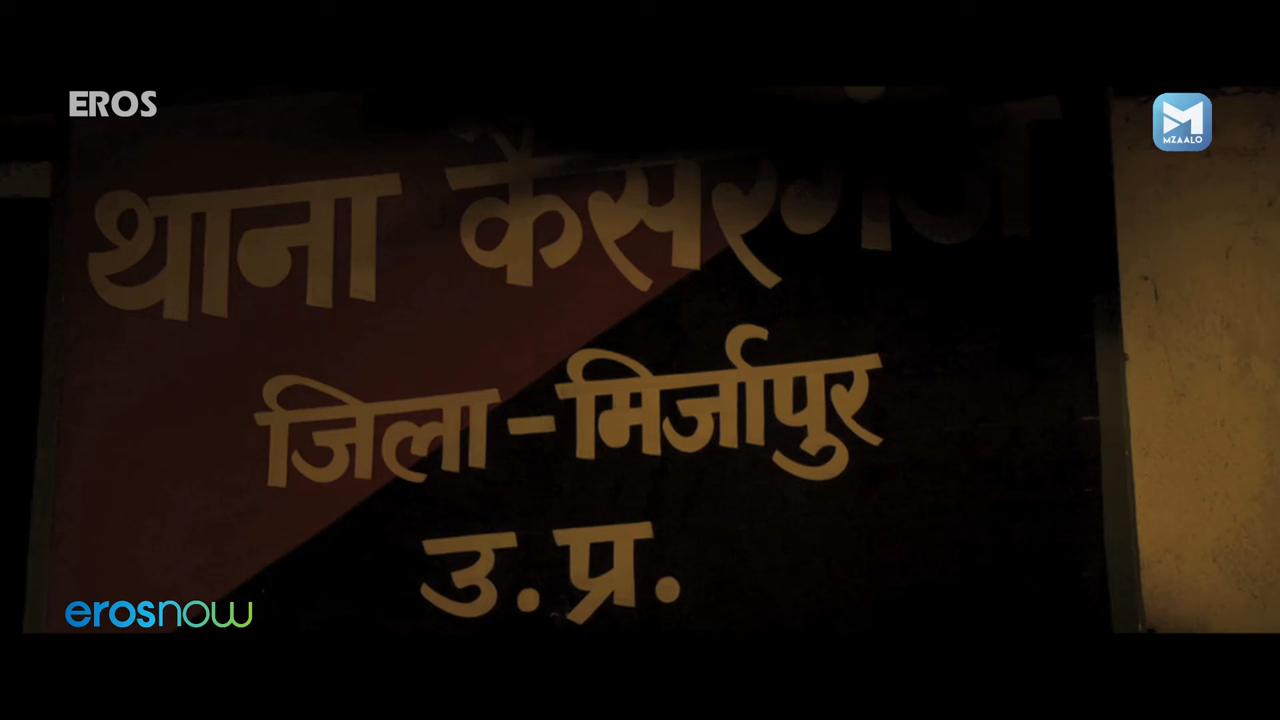 EROS
MZAALO
थाना केसरगंज
जिला - मिर्जापुर
उ. प्र.
erosnow